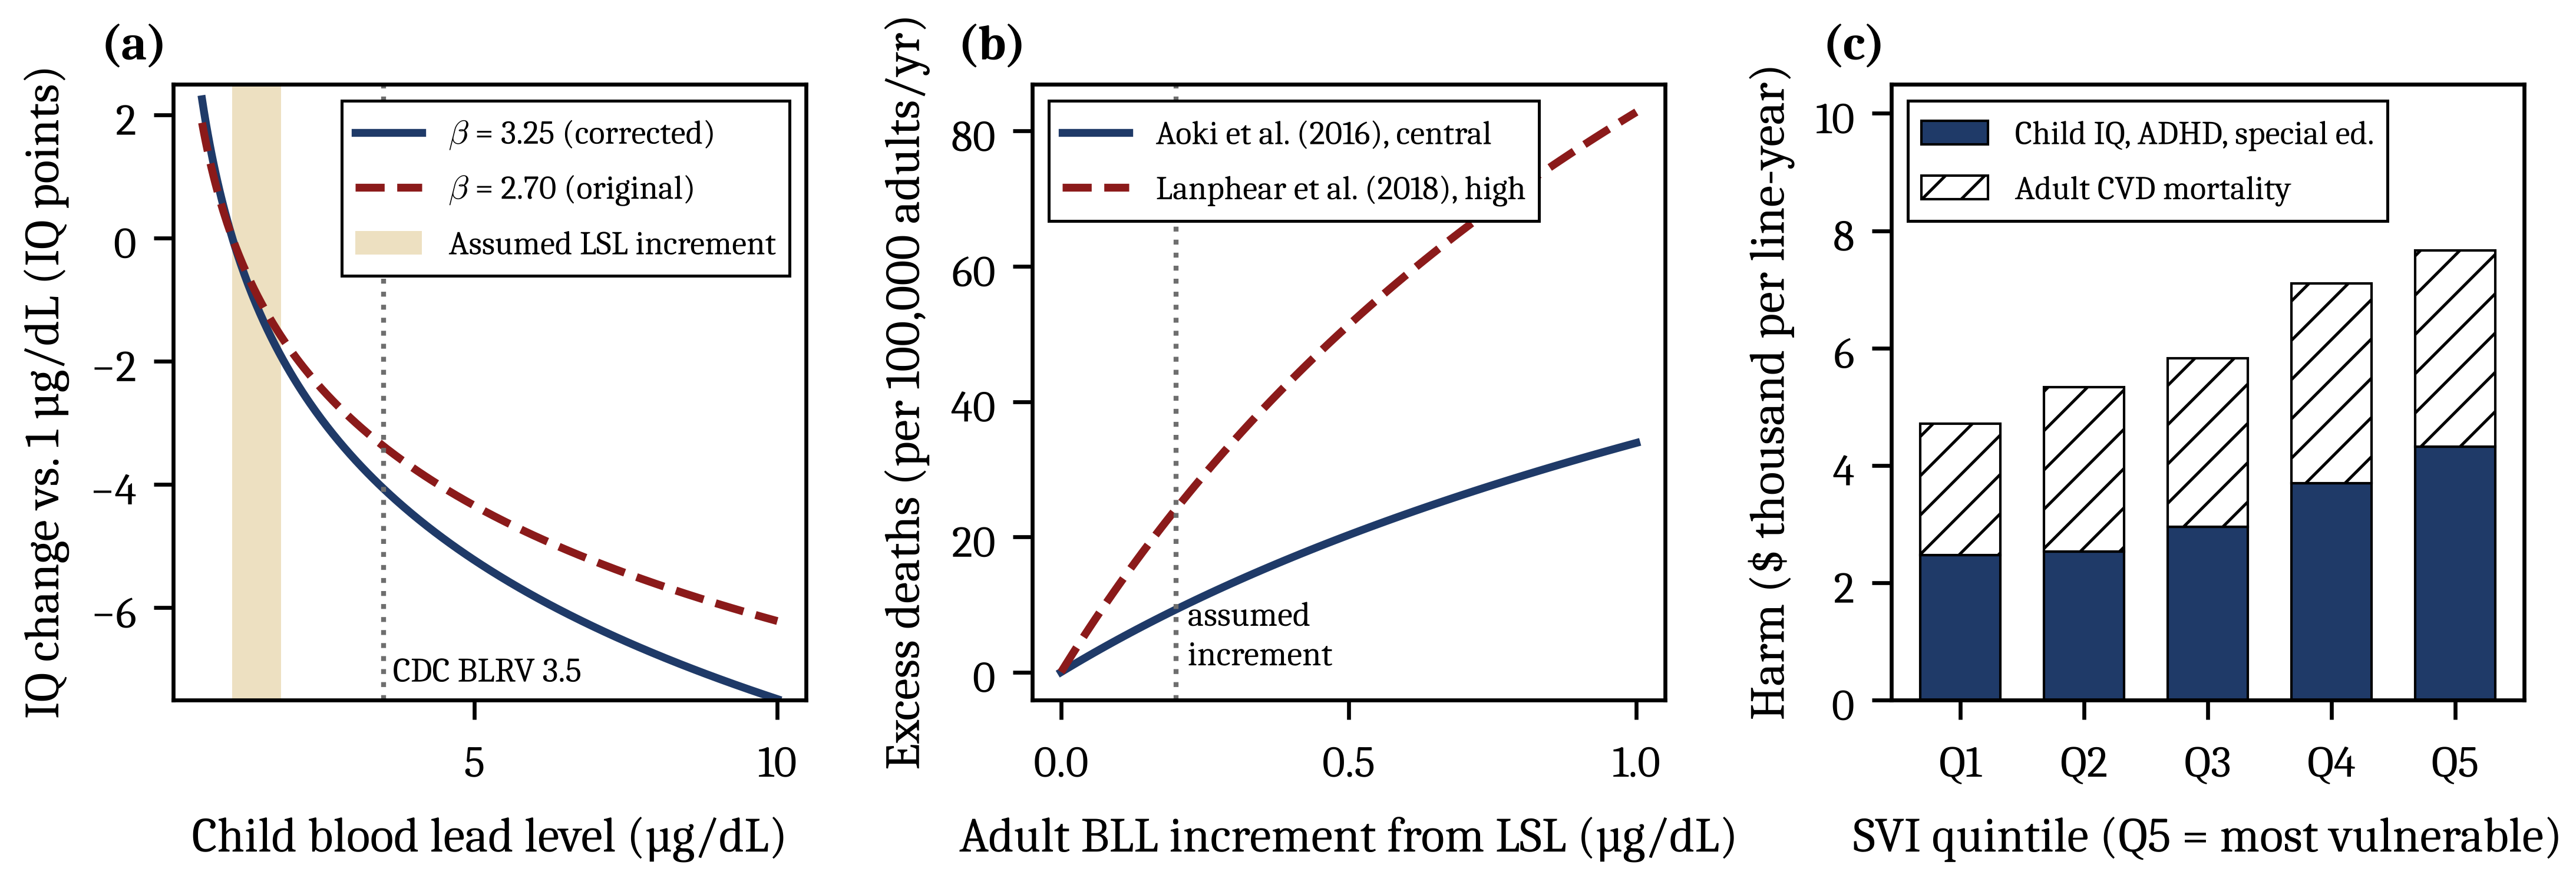 (a)
IQ change vs. 1 µg/dL (IQ points)
2
0
−2
−4
−6
β = 3.25 (corrected)
β = 2.70 (original)
Assumed LSL increment
CDC BLRV 3.5
5
10
Child blood lead level (µg/dL)
(b)
Excess deaths (per 100,000 adults/yr)
80
60
40
20
0
Aoki et al. (2016), central
Lanphear et al. (2018), high
assumed
increment
0.0
0.5
1.0
Adult BLL increment from LSL (µg/dL)
(c)
Harm ($ thousand per line-year)
10
8
6
4
2
0
Child IQ, ADHD, special ed.
Adult CVD mortality
Q1
Q2
Q3
Q4
Q5
SVI quintile (Q5 = most vulnerable)